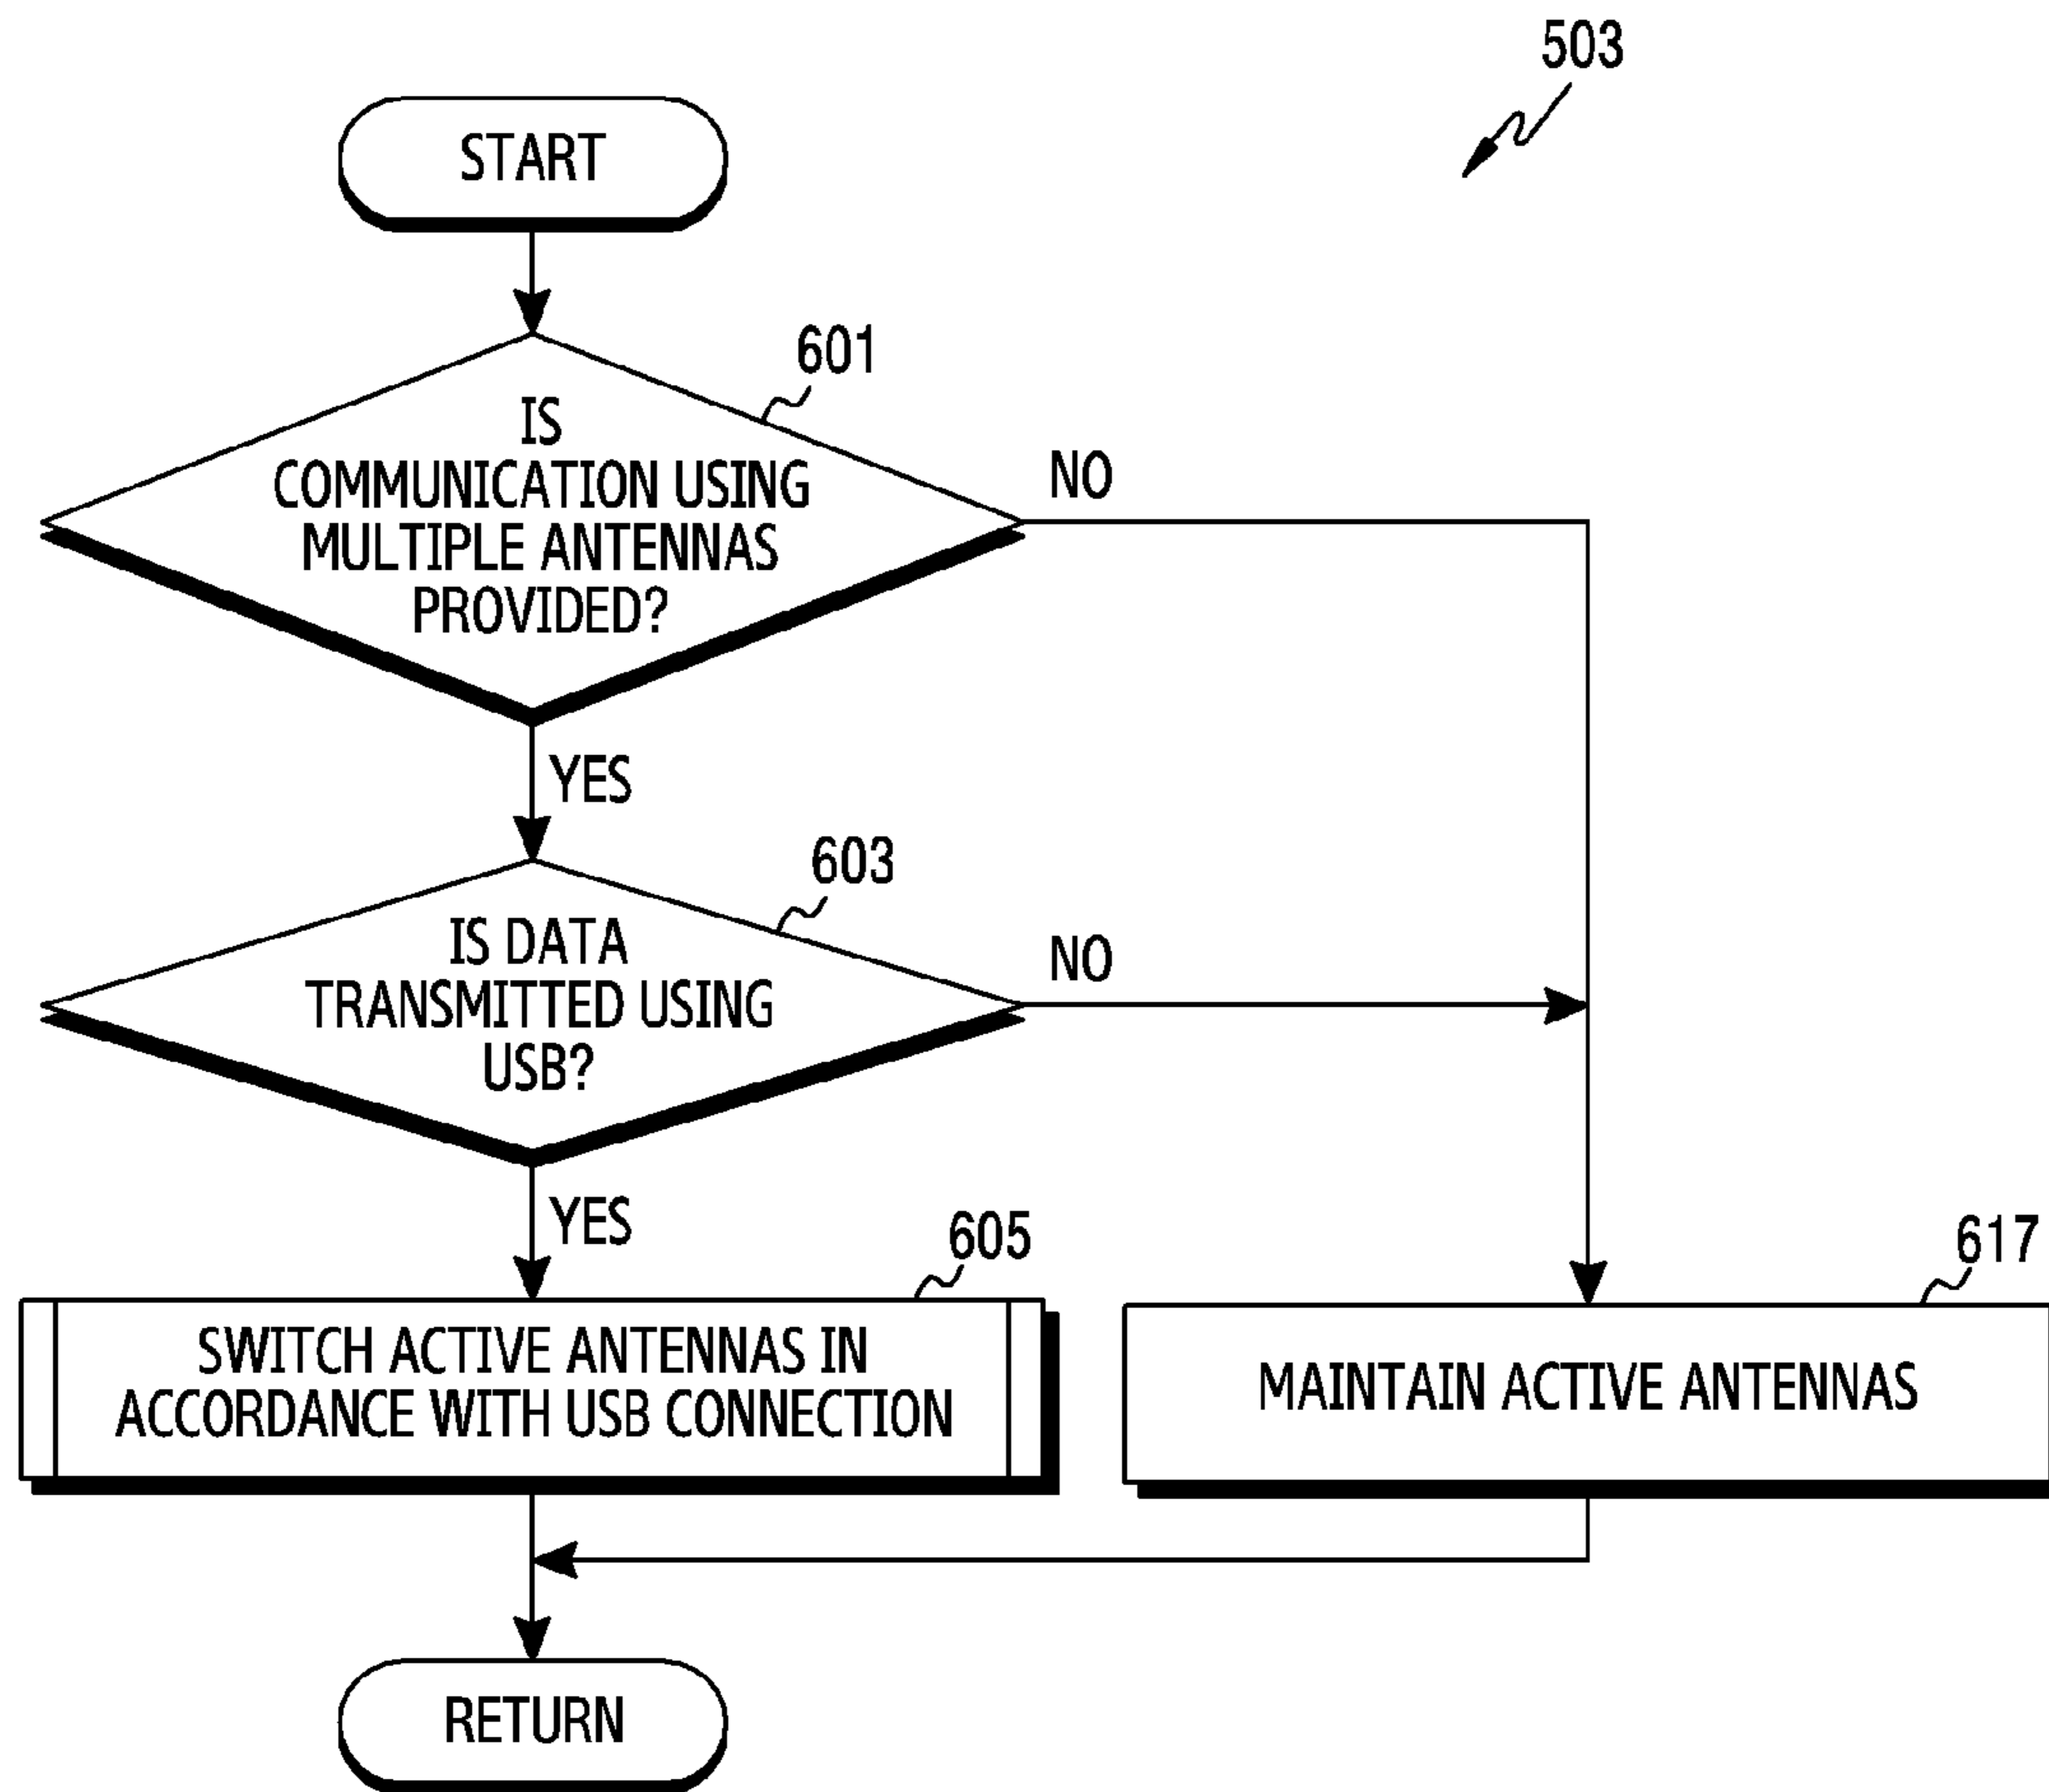 503
START
601
IS
COMMUNICATION USING
MULTIPLE ANTENNAS
PROVIDED?
NO
YES
603
IS DATA
TRANSMITTED USING
USB?
NO
YES
605
SWITCH ACTIVE ANTENNAS IN
ACCORDANCE WITH USB CONNECTION
617
MAINTAIN ACTIVE ANTENNAS
RETURN